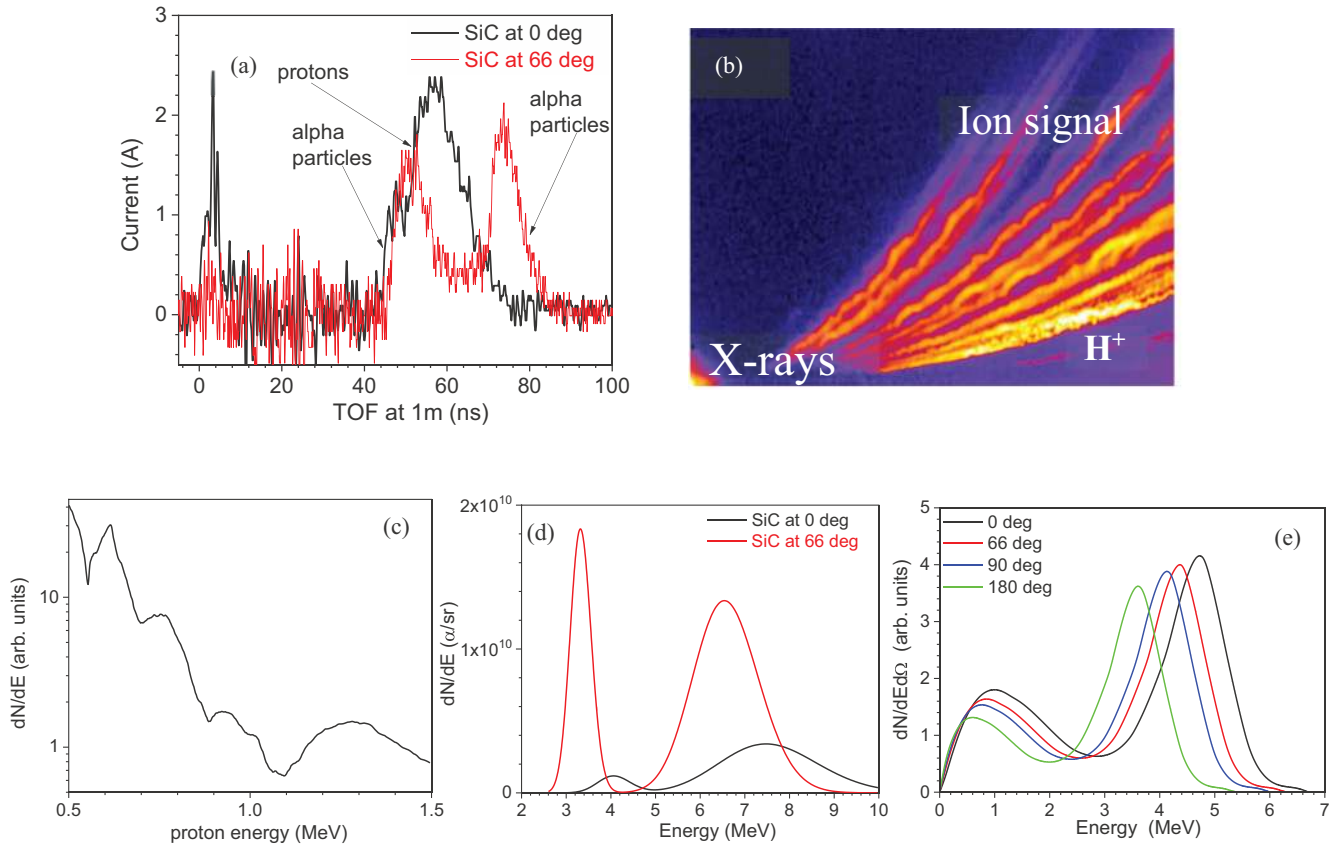 SiC at 0 deg
SiC at 66 deg
(a)
protons
alpha
particles
alpha
particles
Current (A)
3
2
1
0
0 20 40 60 80 100
TOF at 1m (ns)
(b)
Ion signal
X-rays
H⁺
(c)
dN/dE (arb. units)
10
1
0.5 1.0 1.5
proton energy (MeV)
(d)
SiC at 0 deg
SiC at 66 deg
dN/dE (α/sr)
2x10¹⁰
1x10¹⁰
0
2 3 4 5 6 7 8 9 10
Energy (MeV)
(e)
0 deg
66 deg
90 deg
180 deg
dN/dEdΩ (arb. units)
5
4
3
2
1
0
0 1 2 3 4 5 6 7
Energy (MeV)